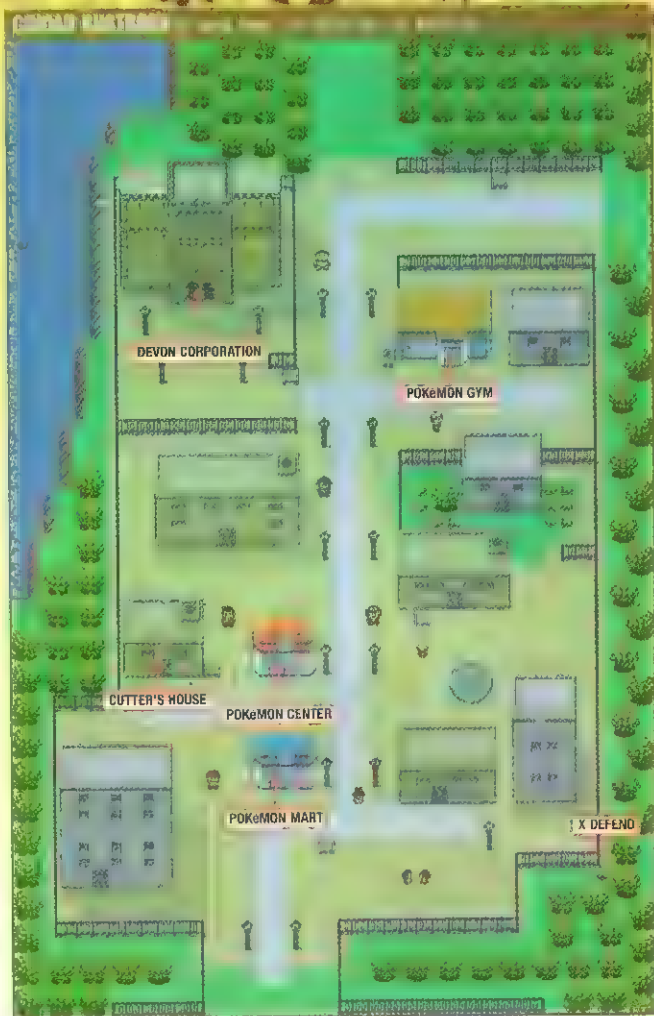 DEVON CORPORATION
POKéMON GYM
CUTTER'S HOUSE
POKéMON CENTER
POKéMON MART
X DEFEND